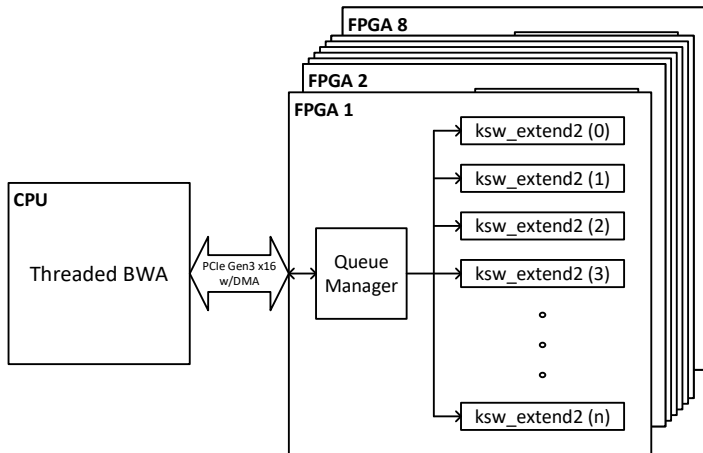 FPGA 8
FPGA 2
FPGA 1
CPU
Threaded BWA
PCIe Gen3 x16
w/DMA
Queue
Manager
ksw_extend2 (0)
ksw_extend2 (1)
ksw_extend2 (2)
ksw_extend2 (3)
ksw_extend2 (n)